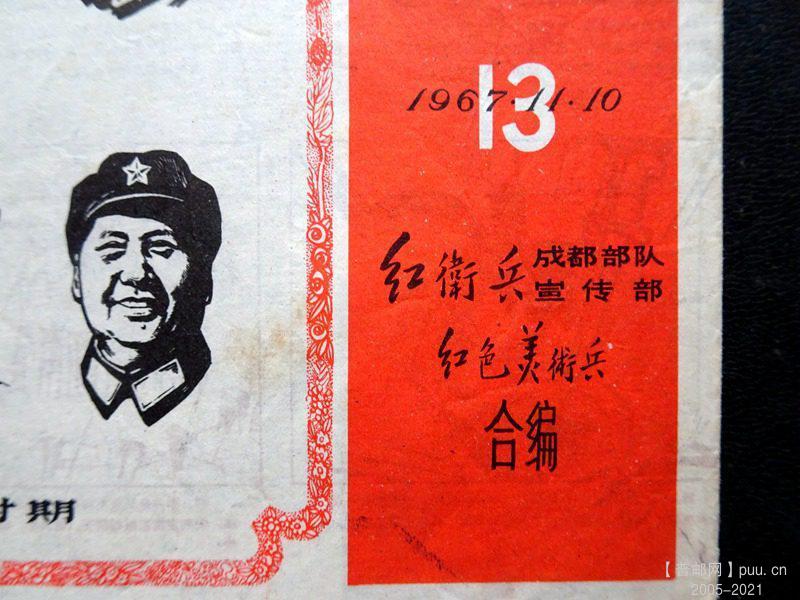 13
1967·11·10
红衛兵成都部队
宣传部
红色美術兵
合编
时期
【普邮网】puu.cn
2005-2021